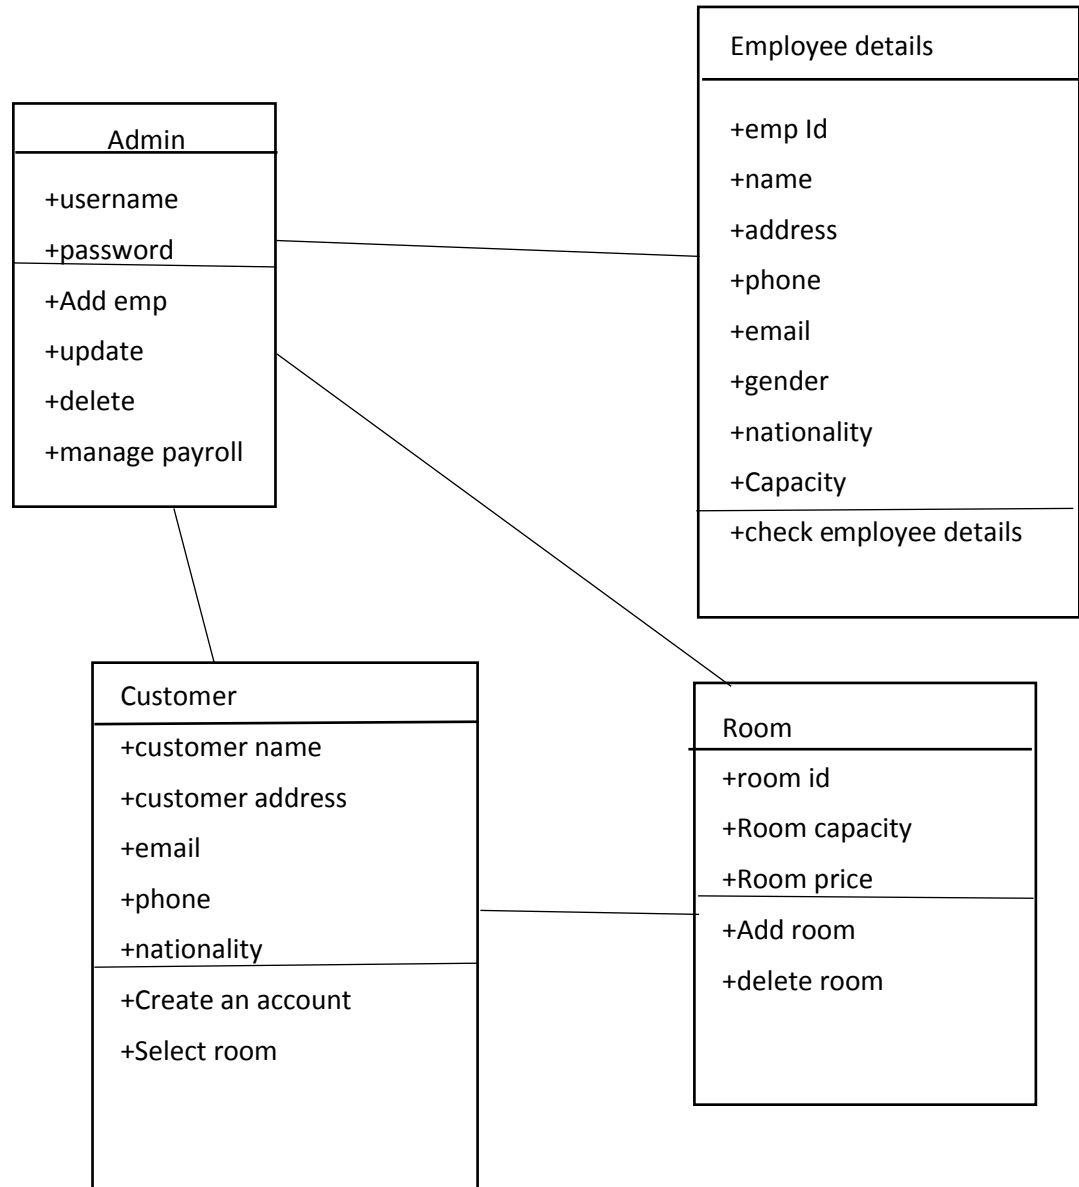 Employee details
+emp Id
+name
+address
+phone
+email
+gender
+nationality
+Capacity
+check employee details
Admin
+username
+password
+Add emp
+update
+delete
+manage payroll
Customer
+customer name
+customer address
+email
+phone
+nationality
+Create an account
+Select room
Room
+room id
+Room capacity
+Room price
+Add room
+delete room